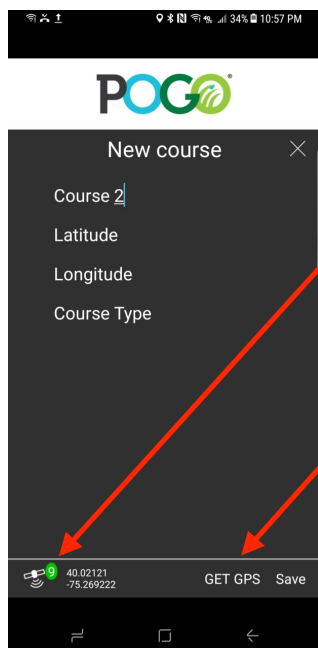 34% 10:57 PM
POGO
New course
Course 2
Latitude
Longitude
Course Type
9
40.02121
-75.269222
GET GPS Save